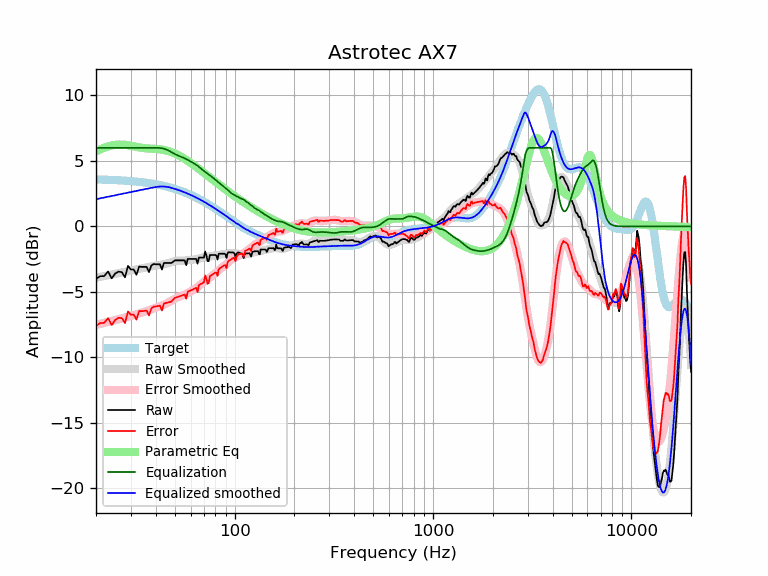 Astrotec AX7
Amplitude (dBr)
10
5
0
−5
−10
−15
−20
Target
Raw Smoothed
Error Smoothed
Raw
Error
Parametric Eq
Equalization
Equalized smoothed
100 1000 10000
Frequency (Hz)